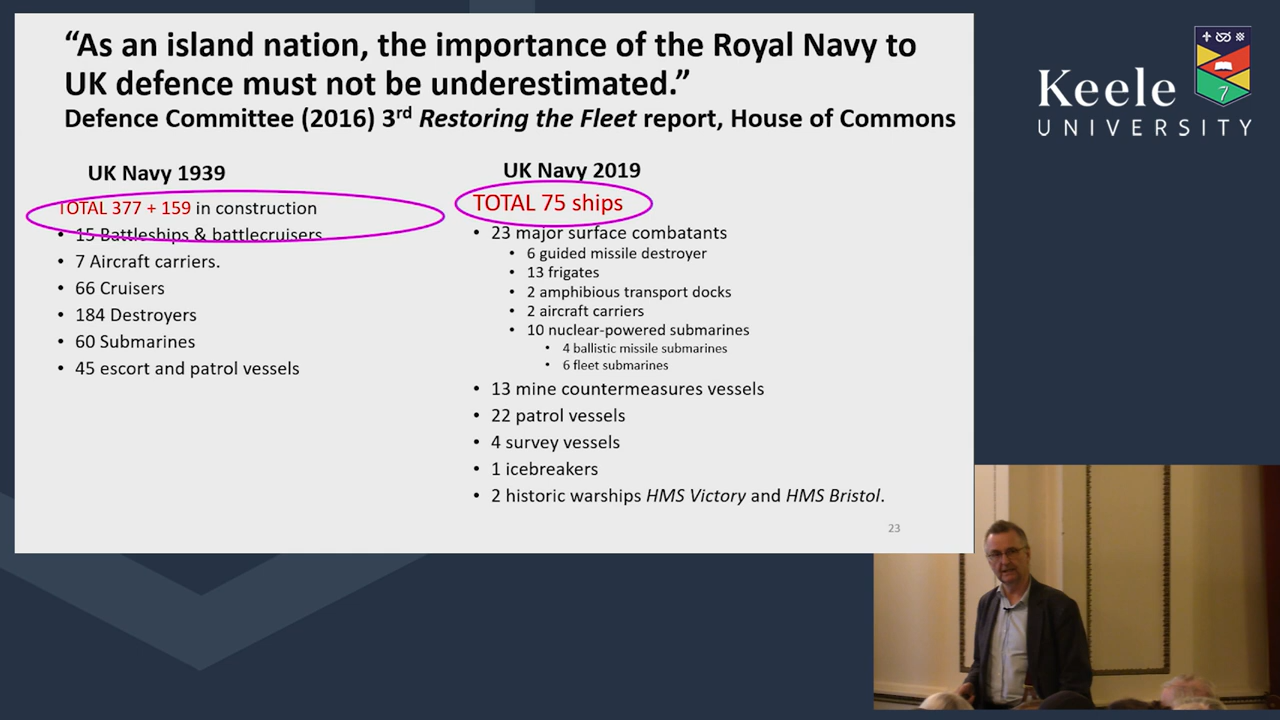 “As an island nation, the importance of the Royal Navy to
UK defence must not be underestimated.”
Defence Committee (2016) 3rd Restoring the Fleet report, House of Commons
UK Navy 1939
TOTAL 377 + 159 in construction
• 15 Battleships & battlecruisers
• 7 Aircraft carriers.
• 66 Cruisers
• 184 Destroyers
• 60 Submarines
• 45 escort and patrol vessels
UK Navy 2019
TOTAL 75 ships
• 23 major surface combatants
• 6 guided missile destroyer
• 13 frigates
• 2 amphibious transport docks
• 2 aircraft carriers
• 10 nuclear-powered submarines
• 4 ballistic missile submarines
• 6 fleet submarines
• 13 mine countermeasures vessels
• 22 patrol vessels
• 4 survey vessels
• 1 icebreakers
• 2 historic warships HMS Victory and HMS Bristol.
23
Keele
UNIVERSITY